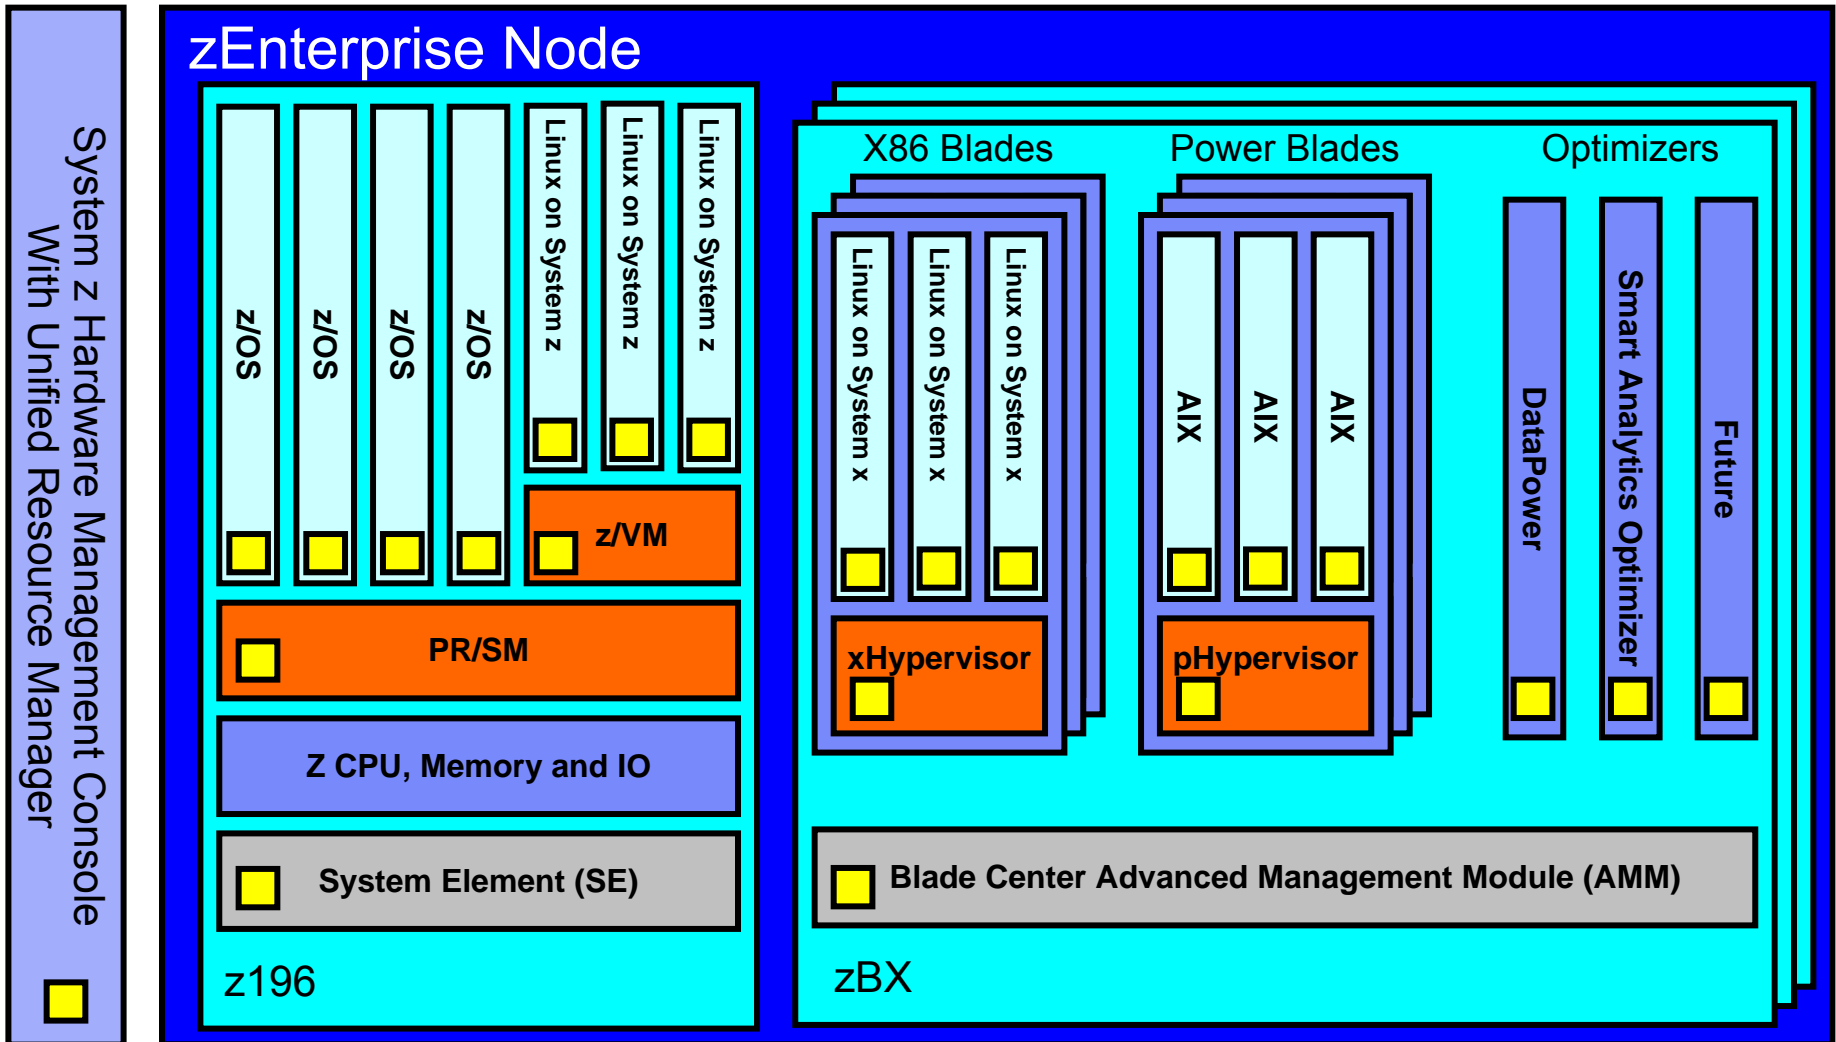 System z Hardware Management Console
With Unified Resource Manager
zEnterprise Node
z/OS
z/OS
z/OS
z/OS
Linux on System z
Linux on System z
Linux on System z
z/VM
PR/SM
Z CPU, Memory and IO
System Element (SE)
z196
X86 Blades
Power Blades
Optimizers
Linux on System x
Linux on System x
Linux on System x
xHypervisor
AIX
AIX
AIX
pHypervisor
DataPower
Smart Analytics Optimizer
Future
Blade Center Advanced Management Module (AMM)
zBX